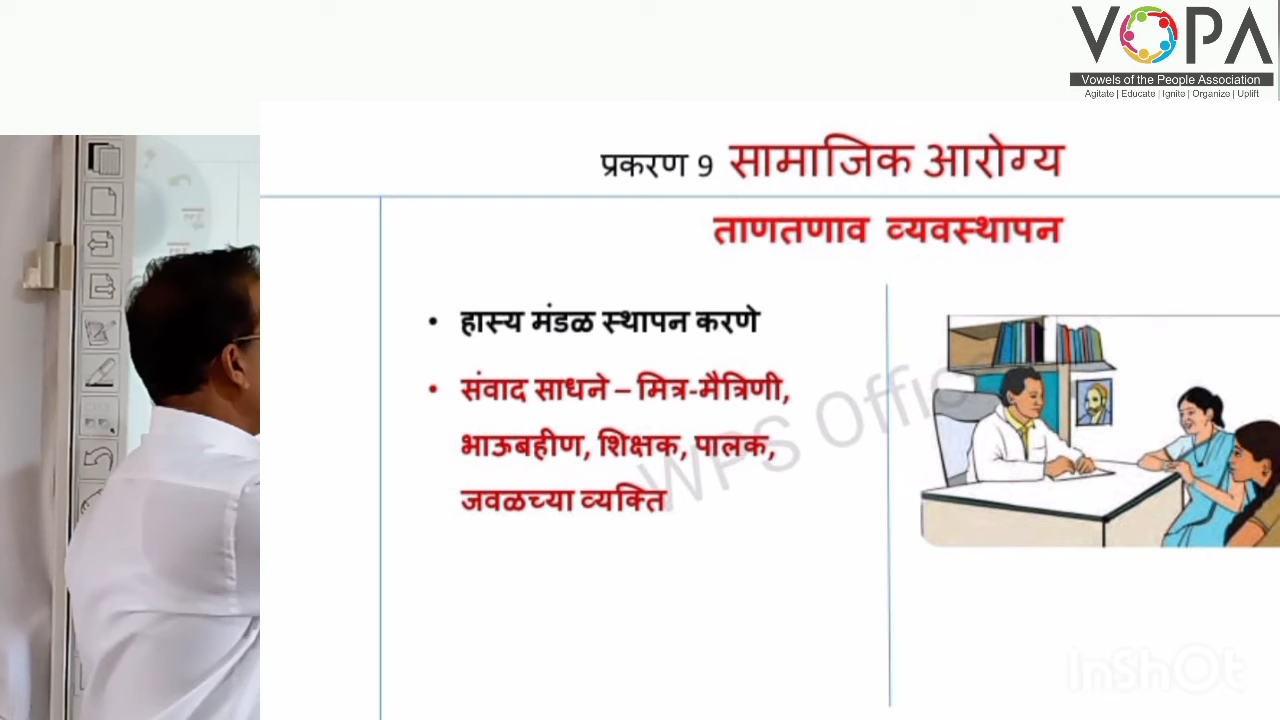 VOPA
Vowels of the People Association
Agitate | Educate | Ignite | Organize | Uplift
प्रकरण 9 सामाजिक आरोग्य
ताणतणाव व्यवस्थापन
• हास्य मंडळ स्थापन करणे
• संवाद साधने – मित्र-मैत्रिणी,
भाऊबहीण, शिक्षक, पालक,
जवळच्या व्यक्ति
WPS Office
InShOt